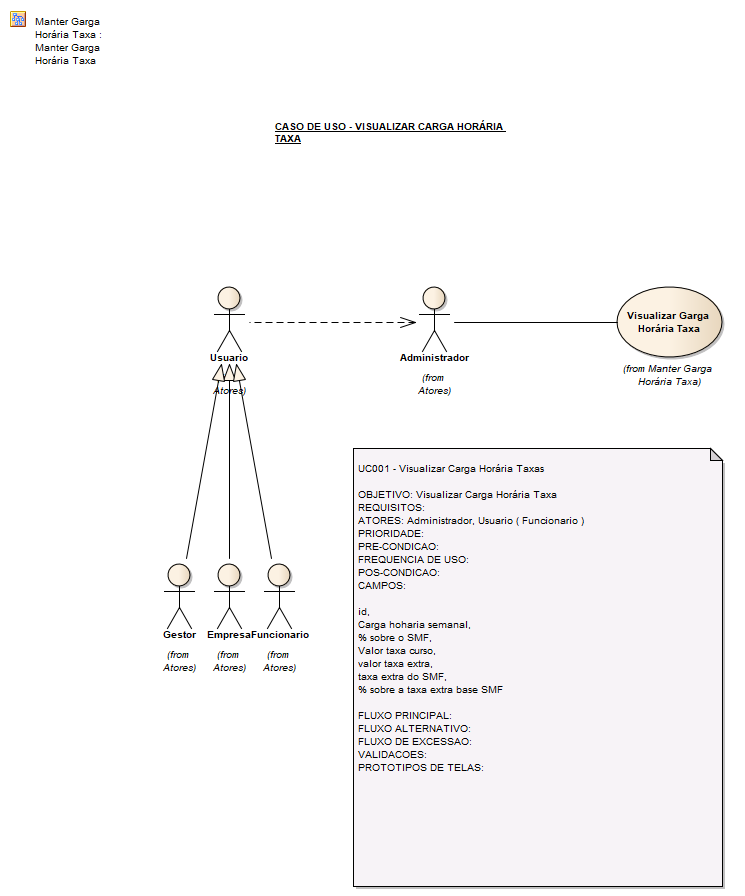 Manter Garga
Horária Taxa :
Manter Garga
Horária Taxa
CASO DE USO - VISUALIZAR CARGA HORÁRIA
TAXA
Usuario
Atores)
Administrador
(from
Atores)
Visualizar Garga
Horária Taxa
(from Manter Garga
Horária Taxa)
Gestor
(from
Atores)
Empresa
(from
Atores)
Funcionario
(from
Atores)
UC001 - Visualizar Carga Horária Taxas
OBJETIVO: Visualizar Carga Horária Taxa
REQUISITOS:
ATORES: Administrador, Usuario ( Funcionario )
PRIORIDADE:
PRE-CONDICAO:
FREQUENCIA DE USO:
POS-CONDICAO:
CAMPOS:
id,
Carga hoharia semanal,
% sobre o SMF,
Valor taxa curso,
valor taxa extra,
taxa extra do SMF,
% sobre a taxa extra base SMF
FLUXO PRINCIPAL:
FLUXO ALTERNATIVO:
FLUXO DE EXCESSAO:
VALIDACOES:
PROTOTIPOS DE TELAS: